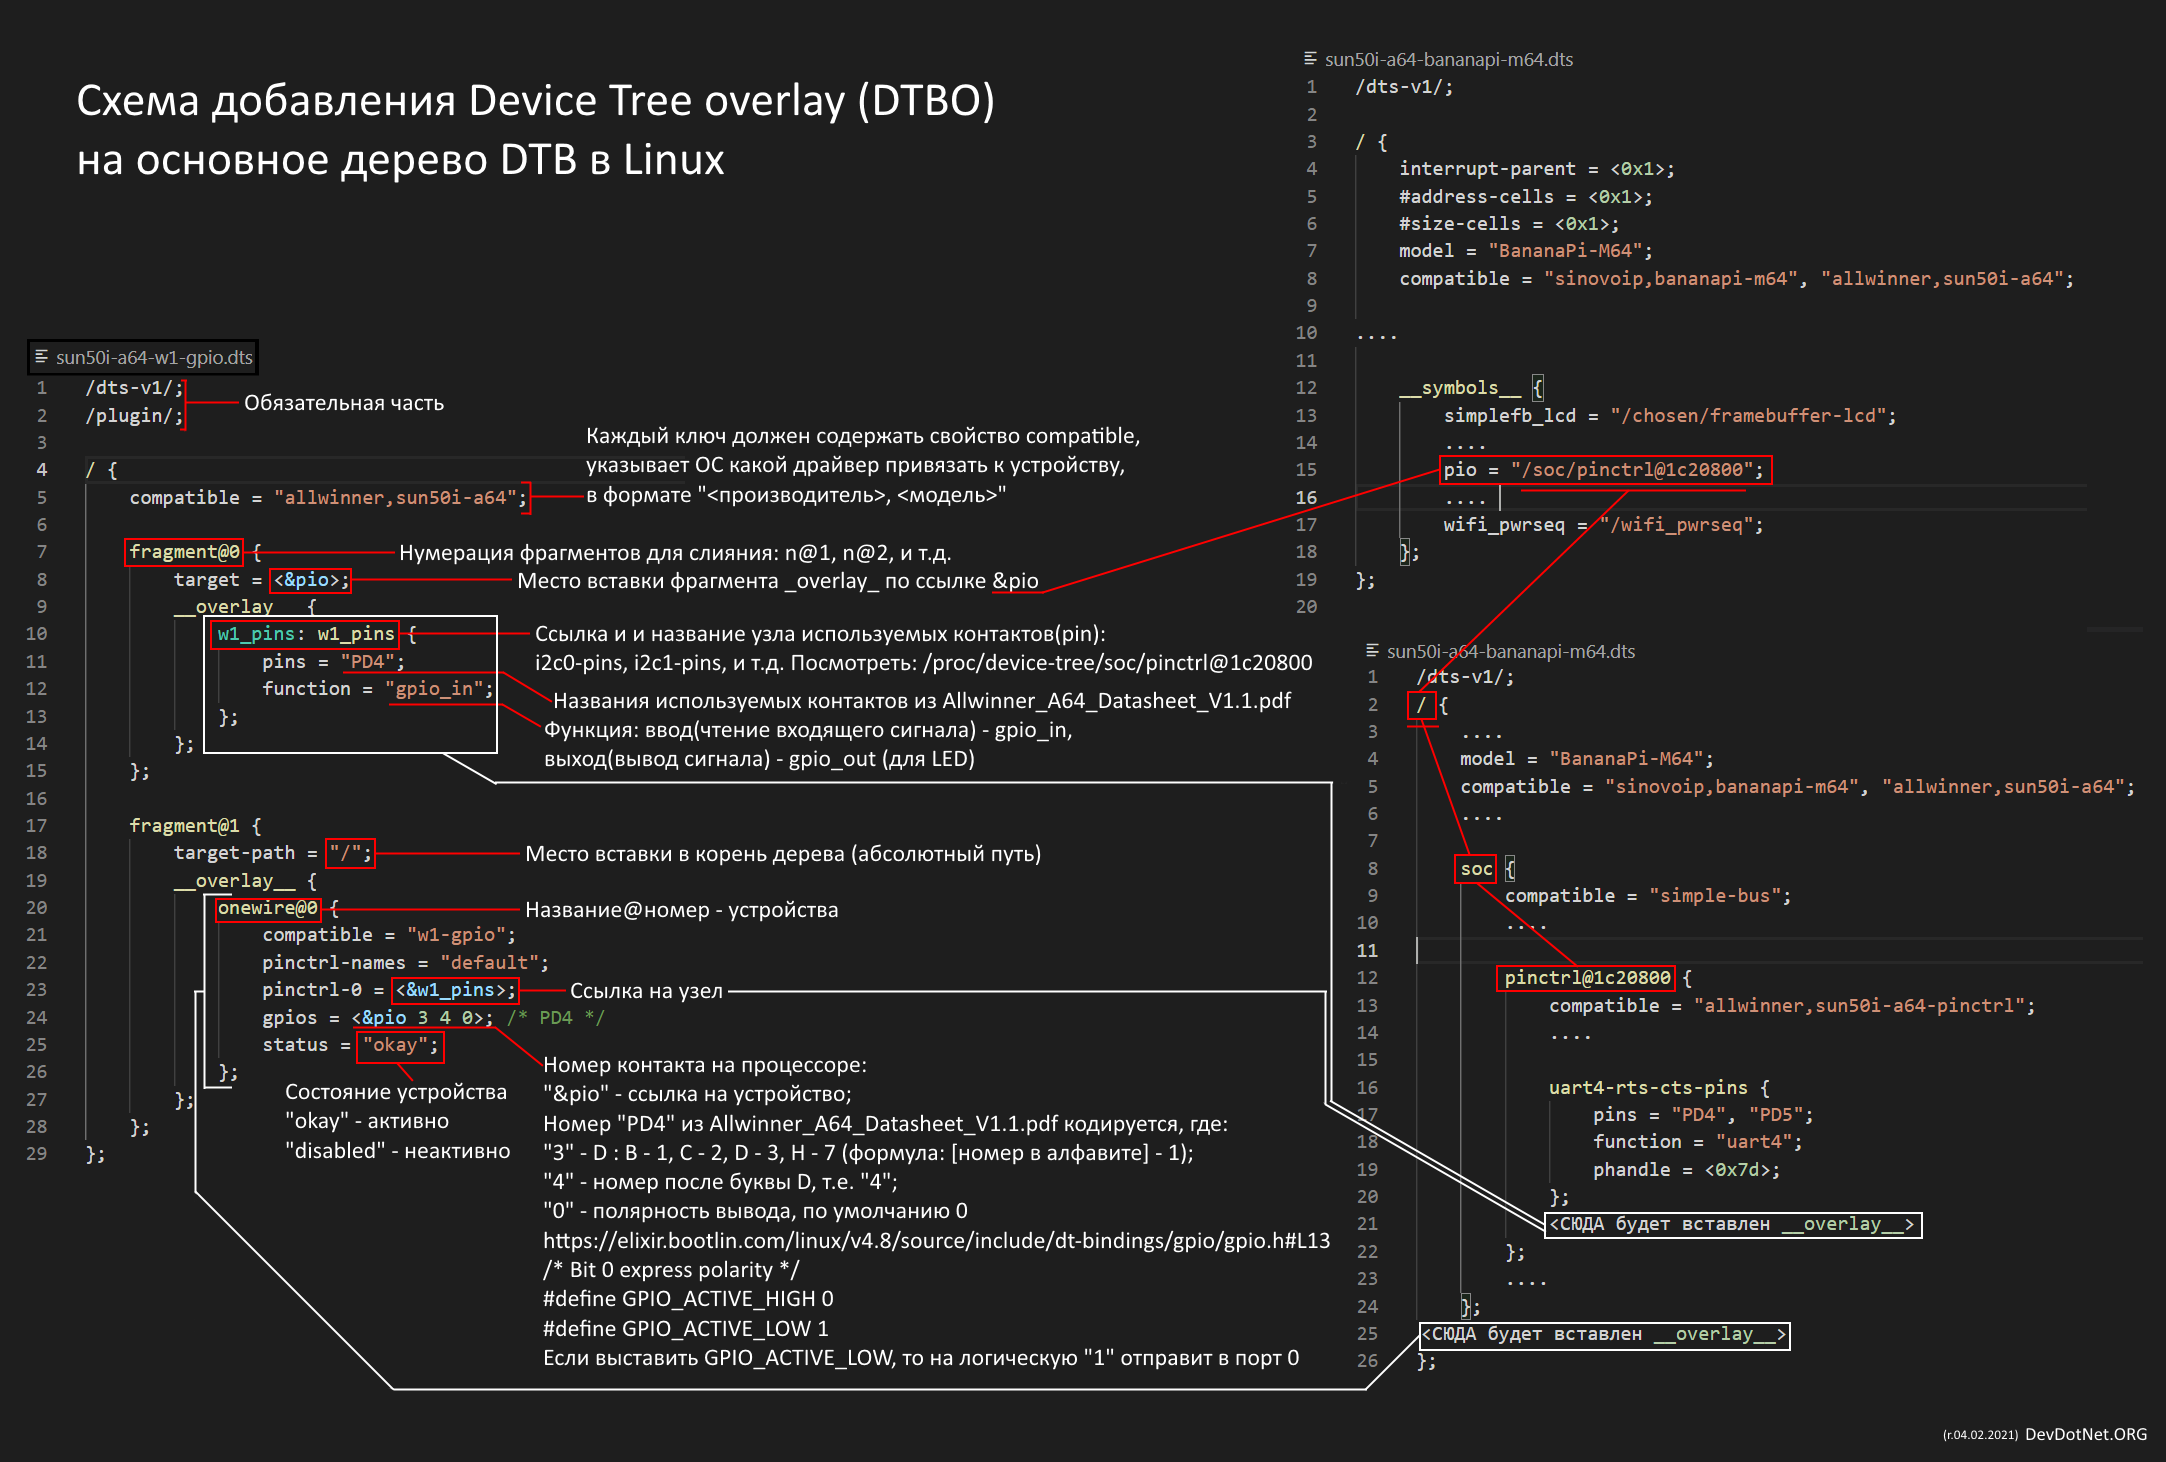 Схема добавления Device Tree overlay (DTBO)
на основное дерево DTB в Linux
sun50i-a64-w1-gpio.dts
1 /dts-v1/;
2 /plugin/;
Обязательная часть
3
4 / {
5 compatible = "allwinner,sun50i-a64";
Каждый ключ должен содержать свойство compatible,
указывает ОС какой драйвер привязать к устройству,
в формате "<производитель>, <модель>"
6
7 fragment@0 {
Нумерация фрагментов для слияния: n@1, n@2, и т.д.
8 target = <&pio>;
Место вставки фрагмента _overlay_ по ссылке &pio
9 __overlay {
10 w1_pins: w1_pins {
Ссылка и и название узла используемых контактов(pin):
i2c0-pins, i2c1-pins, и т.д. Посмотреть: /proc/device-tree/soc/pinctrl@1c20800
11 pins = "PD4";
Названия используемых контактов из Allwinner_A64_Datasheet_V1.1.pdf
12 function = "gpio_in";
Функция: ввод(чтение входящего сигнала) - gpio_in,
выход(вывод сигнала) - gpio_out (для LED)
13 };
14 };
15 };
16
17 fragment@1 {
18 target-path = "/";
Место вставки в корень дерева (абсолютный путь)
19 __overlay__ {
20 onewire@0 {
Название@номер - устройства
21 compatible = "w1-gpio";
22 pinctrl-names = "default";
23 pinctrl-0 = <&w1_pins>;
Ссылка на узел
24 gpios = <&pio 3 4 0>; /* PD4 */
25 status = "okay";
26 };
27 };
28 };
29 };
Состояние устройства
"okay" - активно
"disabled" - неактивно
Номер контакта на процессоре:
"&pio" - ссылка на устройство;
Номер "PD4" из Allwinner_A64_Datasheet_V1.1.pdf кодируется, где:
"3" - D : B - 1, C - 2, D - 3, H - 7 (формула: [номер в алфавите] - 1);
"4" - номер после буквы D, т.е. "4";
"0" - полярность вывода, по умолчанию 0
https://elixir.bootlin.com/linux/v4.8/source/include/dt-bindings/gpio/gpio.h#L13
/* Bit 0 express polarity */
#define GPIO_ACTIVE_HIGH 0
#define GPIO_ACTIVE_LOW 1
Если выставить GPIO_ACTIVE_LOW, то на логическую "1" отправит в порт 0
sun50i-a64-bananapi-m64.dts
1 /dts-v1/;
2
3 / {
4 interrupt-parent = <0x1>;
5 #address-cells = <0x1>;
6 #size-cells = <0x1>;
7 model = "BananaPi-M64";
8 compatible = "sinovoip,bananapi-m64", "allwinner,sun50i-a64";
9
10 ....
11
12 __symbols__ {
13 simplefb_lcd = "/chosen/framebuffer-lcd";
14 ....
15 pio = "/soc/pinctrl@1c20800";
16 ....
17 wifi_pwrseq = "/wifi_pwrseq";
18 };
19 };
20
sun50i-a64-bananapi-m64.dts
1 /dts-v1/;
2 / {
3 ....
4 model = "BananaPi-M64";
5 compatible = "sinovoip,bananapi-m64", "allwinner,sun50i-a64";
6 ....
7
8 soc {
9 compatible = "simple-bus";
10 ....
11
12 pinctrl@1c20800 {
13 compatible = "allwinner,sun50i-a64-pinctrl";
14 ....
15
16 uart4-rts-cts-pins {
17 pins = "PD4", "PD5";
18 function = "uart4";
19 phandle = <0x7d>;
20 };
21 <СЮДА будет вставлен __overlay__>
22 };
23 ....
24 };
25 <СЮДА будет вставлен __overlay__>
26 };
(r.04.02.2021) DevDotNet.ORG